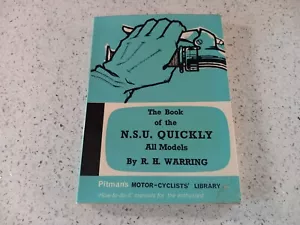 The Book
of the
N.S.U. QUICKLY
All Models
By R. H. WARRING
Pitman's MOTOR-CYCLISTS' LIBRARY